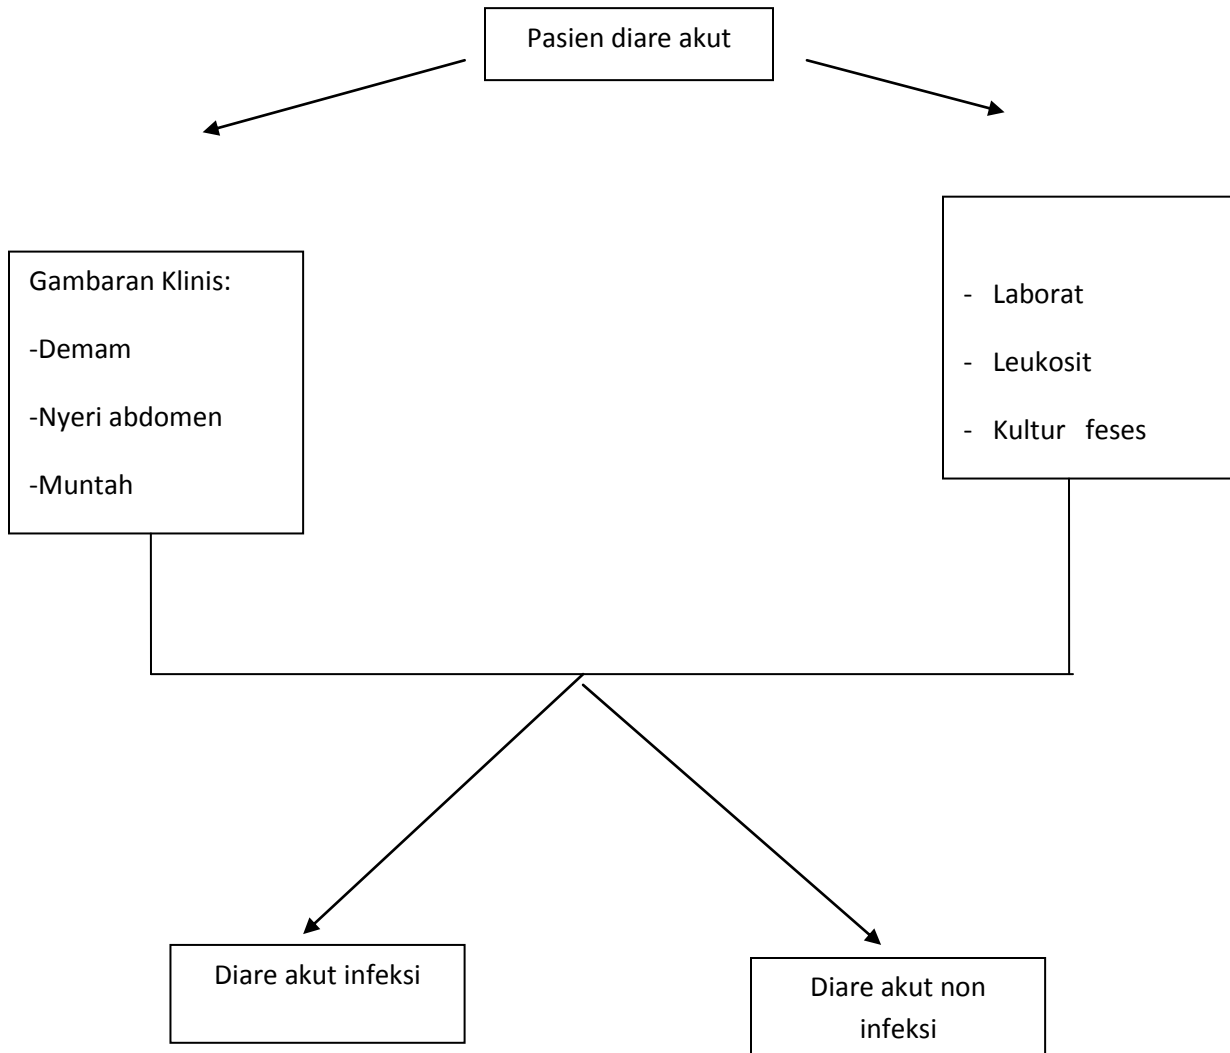 Pasien diare akut
Gambaran Klinis:
-Demam
-Nyeri abdomen
-Muntah
- Laborat
- Leukosit
- Kultur feses
Diare akut infeksi
Diare akut non
infeksi